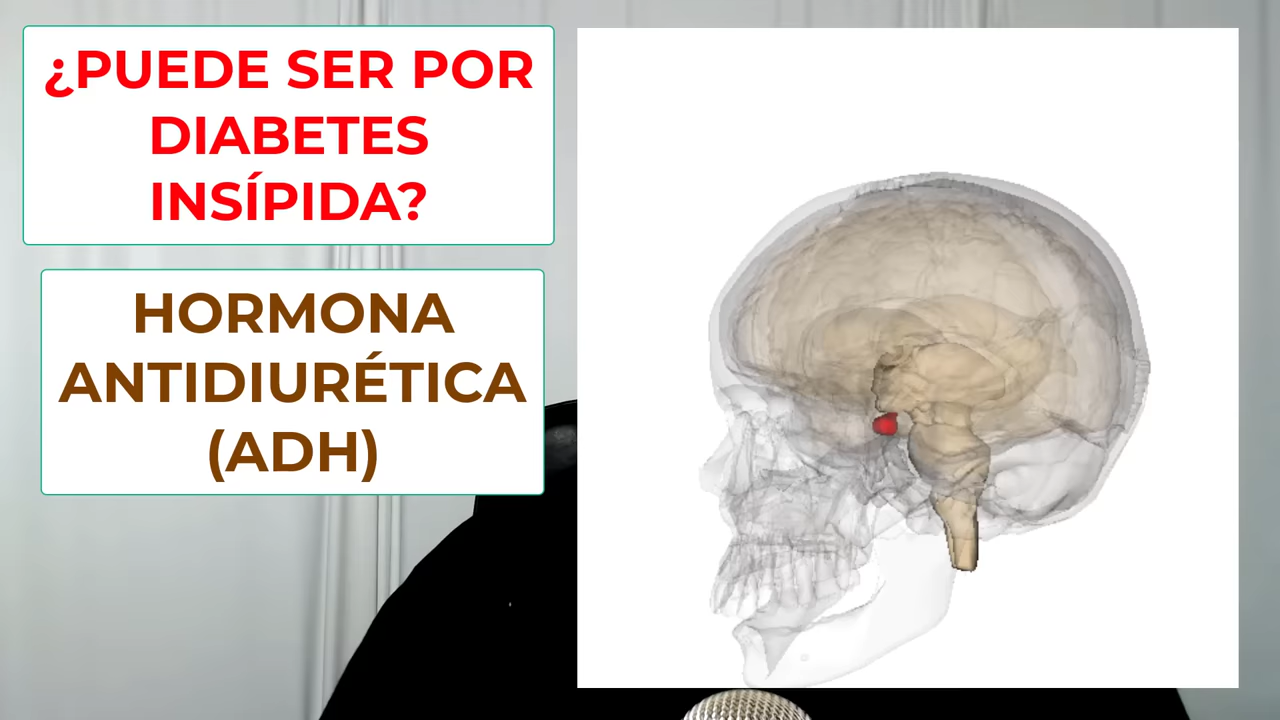 ¿PUEDE SER POR
DIABETES
INSÍPIDA?
HORMONA
ANTIDIURÉTICA
(ADH)